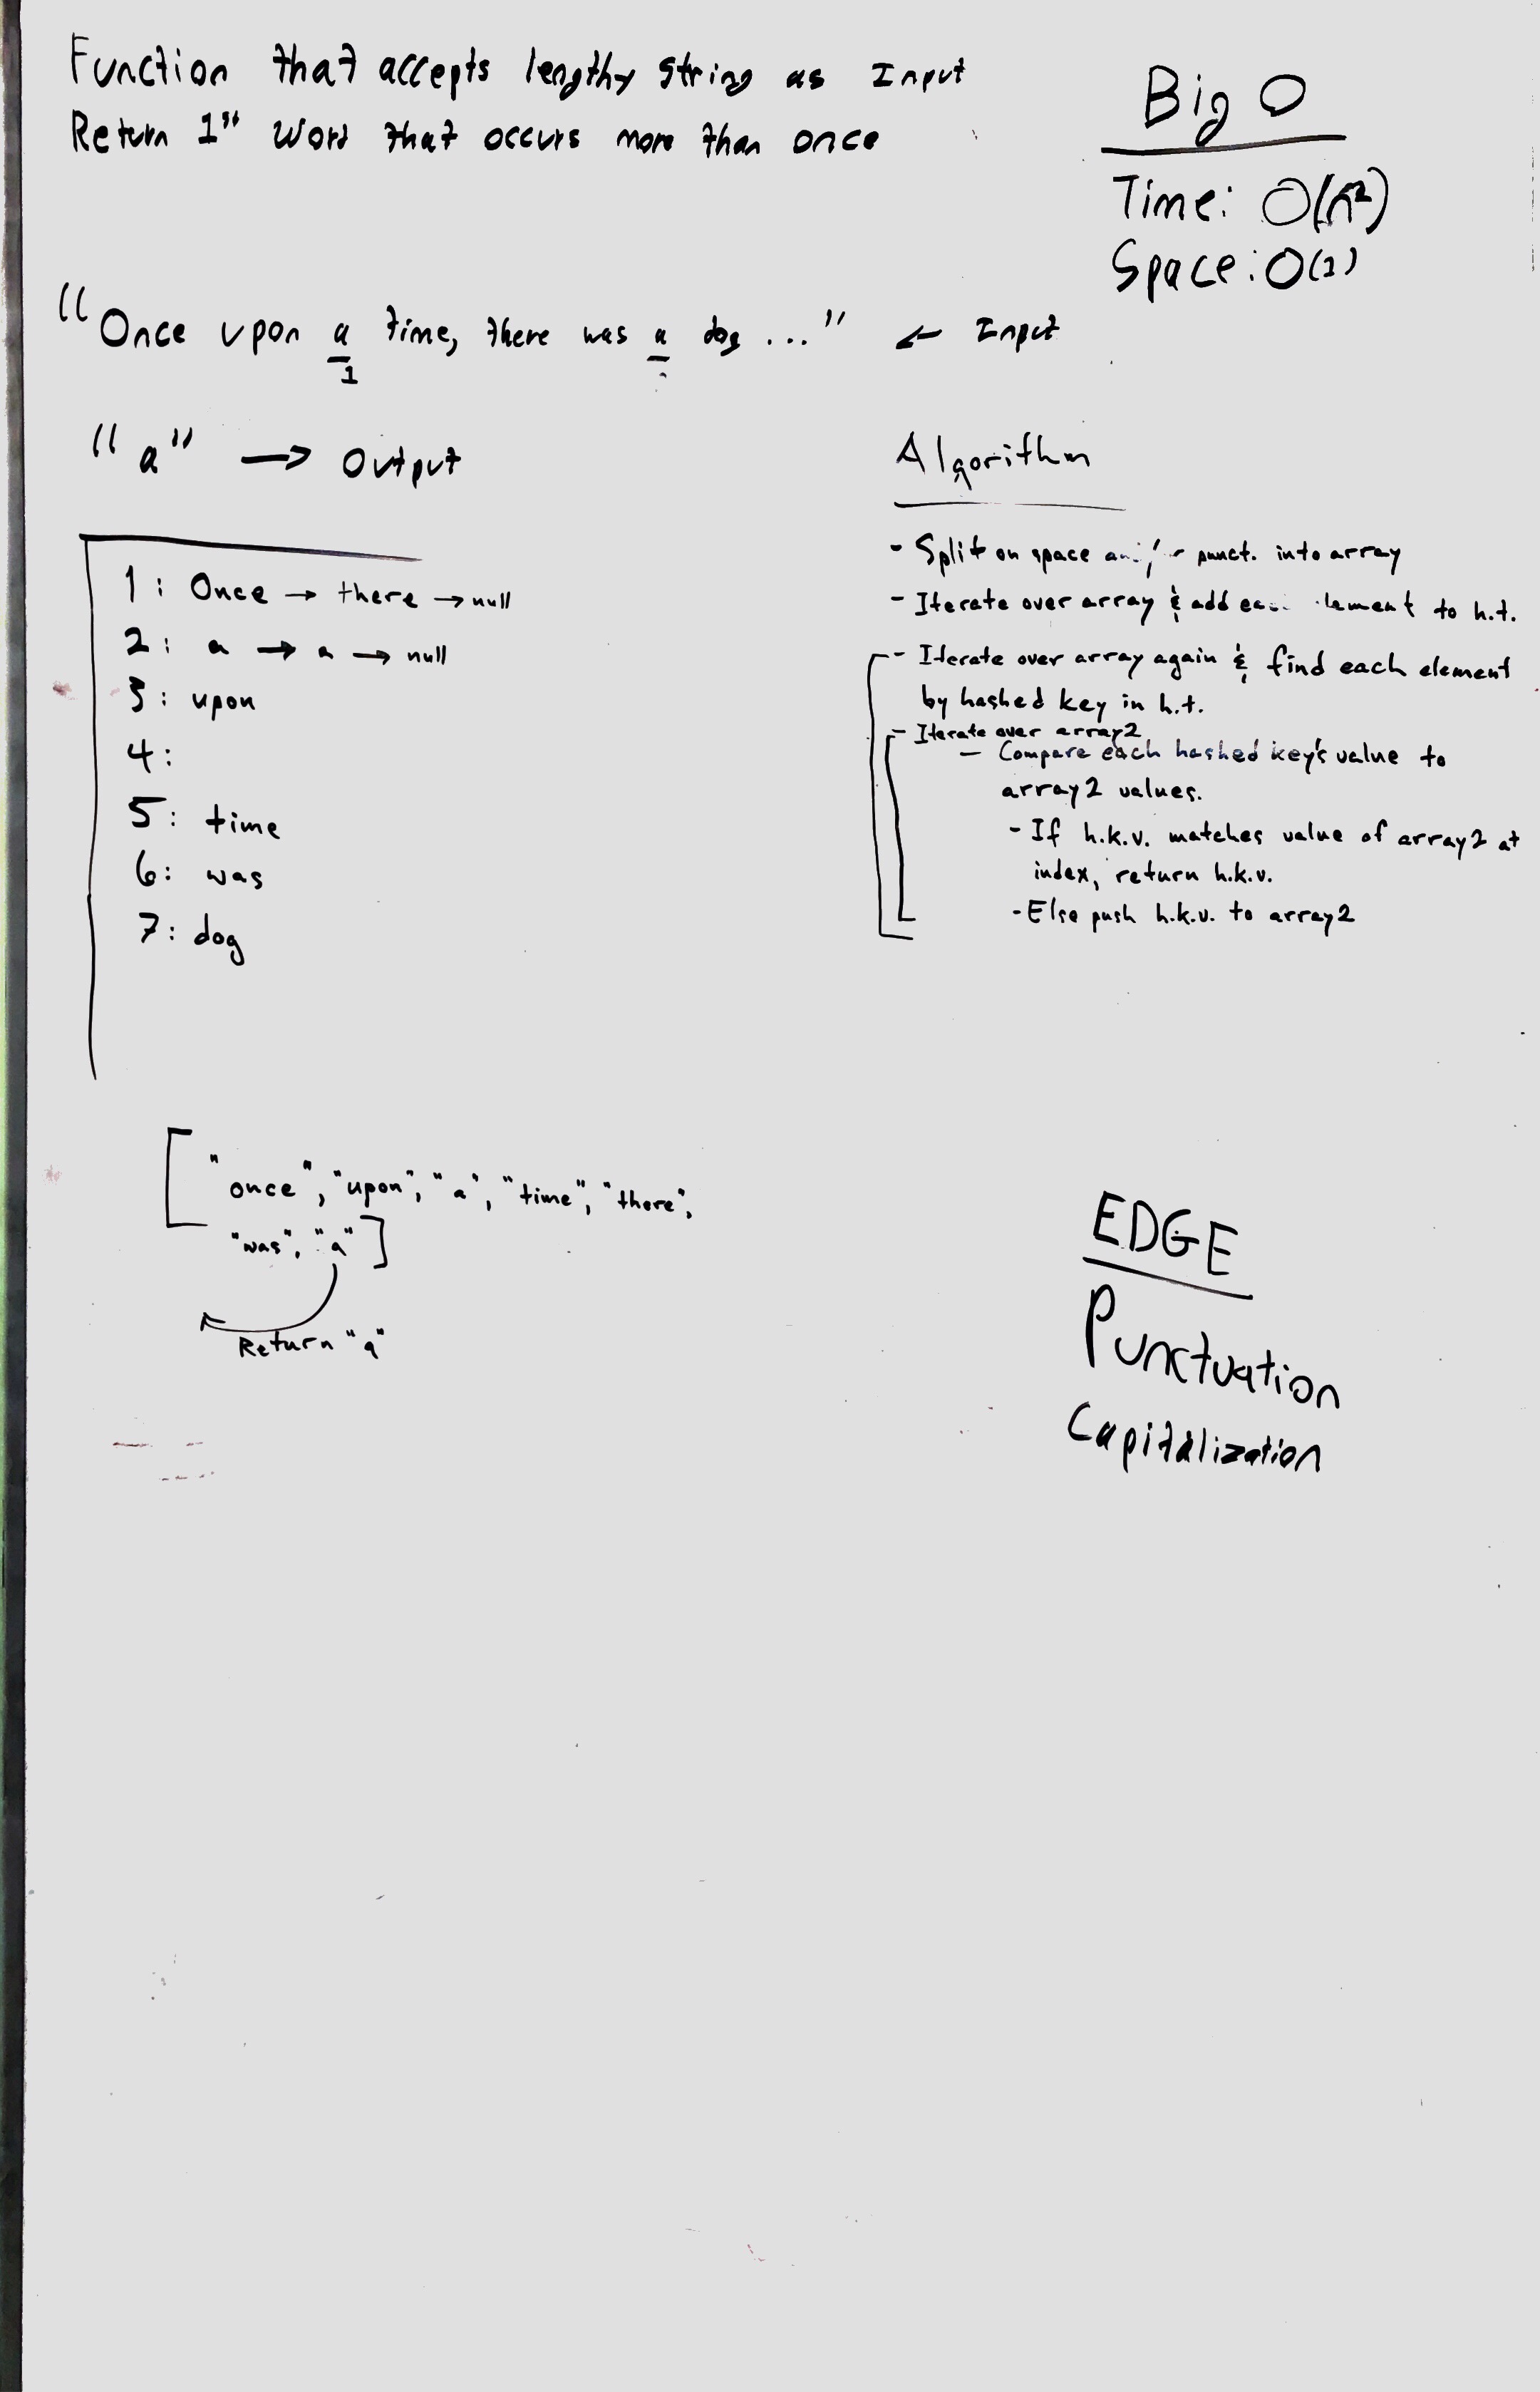 Function that accepts lengthy string as Input
Return 1st Word that occurs more than once
Big O
Time: O(n²)
Space: O(1)
"Once upon a time, there was a dog ..." ← Input
1
"a" → Output
1: Once → there → null
2: a → a → null
3: upon
4:
5: time
6: was
7: dog
Algorithm
- Split on space punct. into array
- Iterate over array & add to h.t.
- Iterate over array again & find each element
by hashed key in h.t.
- Iterate over array2
- Compare each hashed key's value to
array2 values.
- If h.k.v. matches value of array2 at
index, return h.k.v.
- Else push h.k.v. to array2
["once", "upon", "a", "time", "there",
"was", "a"]
Return "a"
EDGE
Punctuation
Capitalization